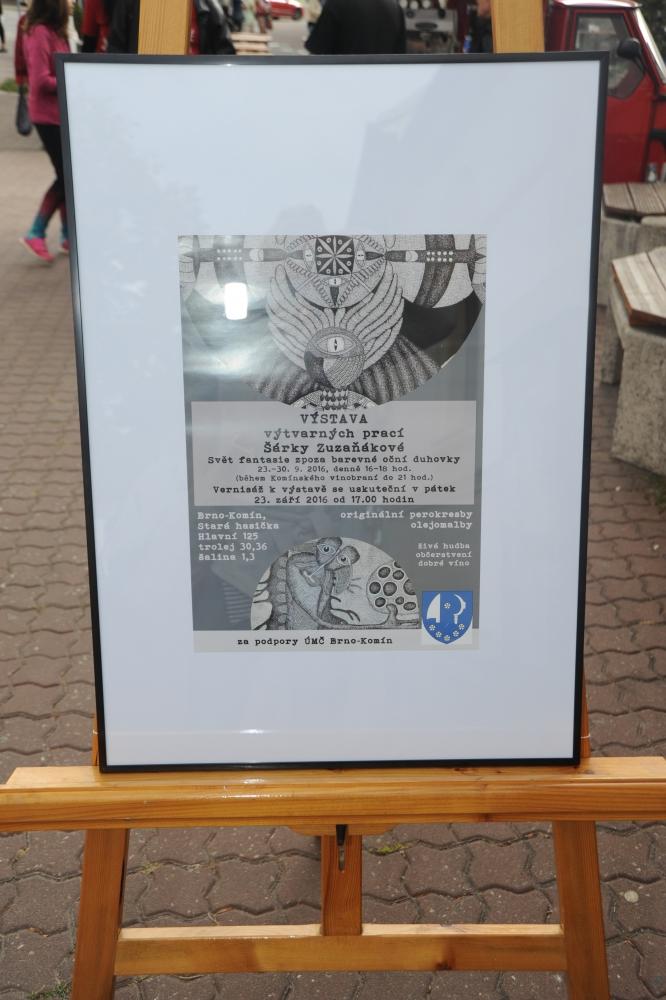 VÝSTAVA
výtvarných prací
Šárky Zuzaňákové
Svět fantasie zpoza barevné oční duhovky
23.-30. 9. 2016, denně 16-18 hod.
(během Komínského vinobraní do 21 hod.)
Vernisáž k výstavě se uskuteční v pátek
23. září 2016 od 17.00 hodin
Brno-Komín,
Stará hasička
Hlavní 125
trolej 30,36
šalina 1,3
originální perokresby
olejomalby
živá hudba
občerstvení
dobré víno
za podpory ÚMČ Brno-Komín